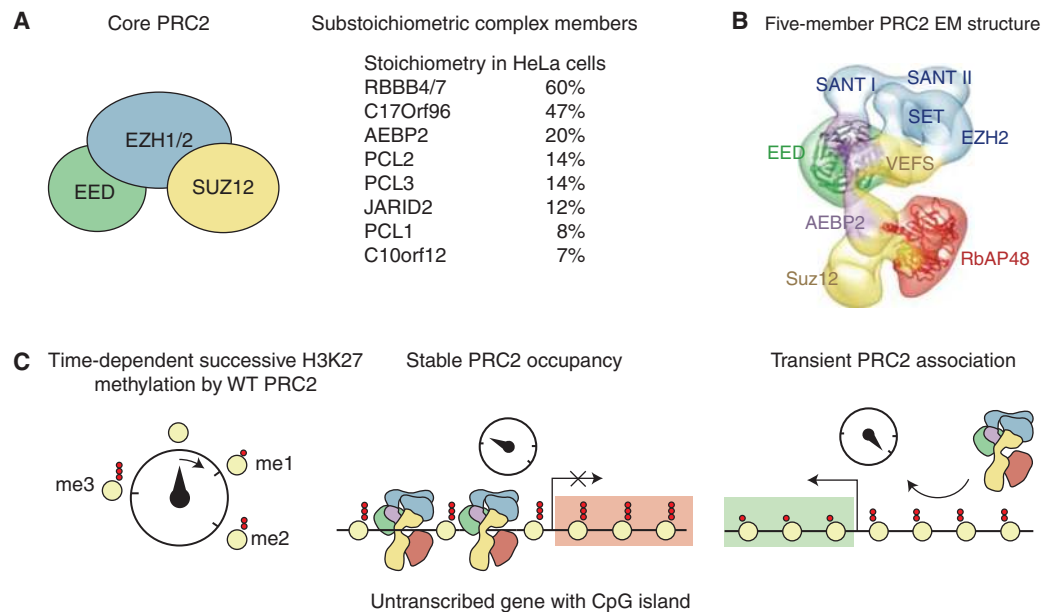 A
Core PRC2
EZH1/2
EED
SUZ12
Substoichiometric complex members
Stoichiometry in HeLa cells
RBBB4/7 60%
C17Orf96 47%
AEBP2 20%
PCL2 14%
PCL3 14%
JARID2 12%
PCL1 8%
C10orf12 7%
B
Five-member PRC2 EM structure
SANT I
SANT II
SET
EZH2
EED
VEFS
AEBP2
RbAP48
Suz12
C
Time-dependent successive H3K27
methylation by WT PRC2
me1
me3
me2
Stable PRC2 occupancy
Untranscribed gene with CpG island
Transient PRC2 association